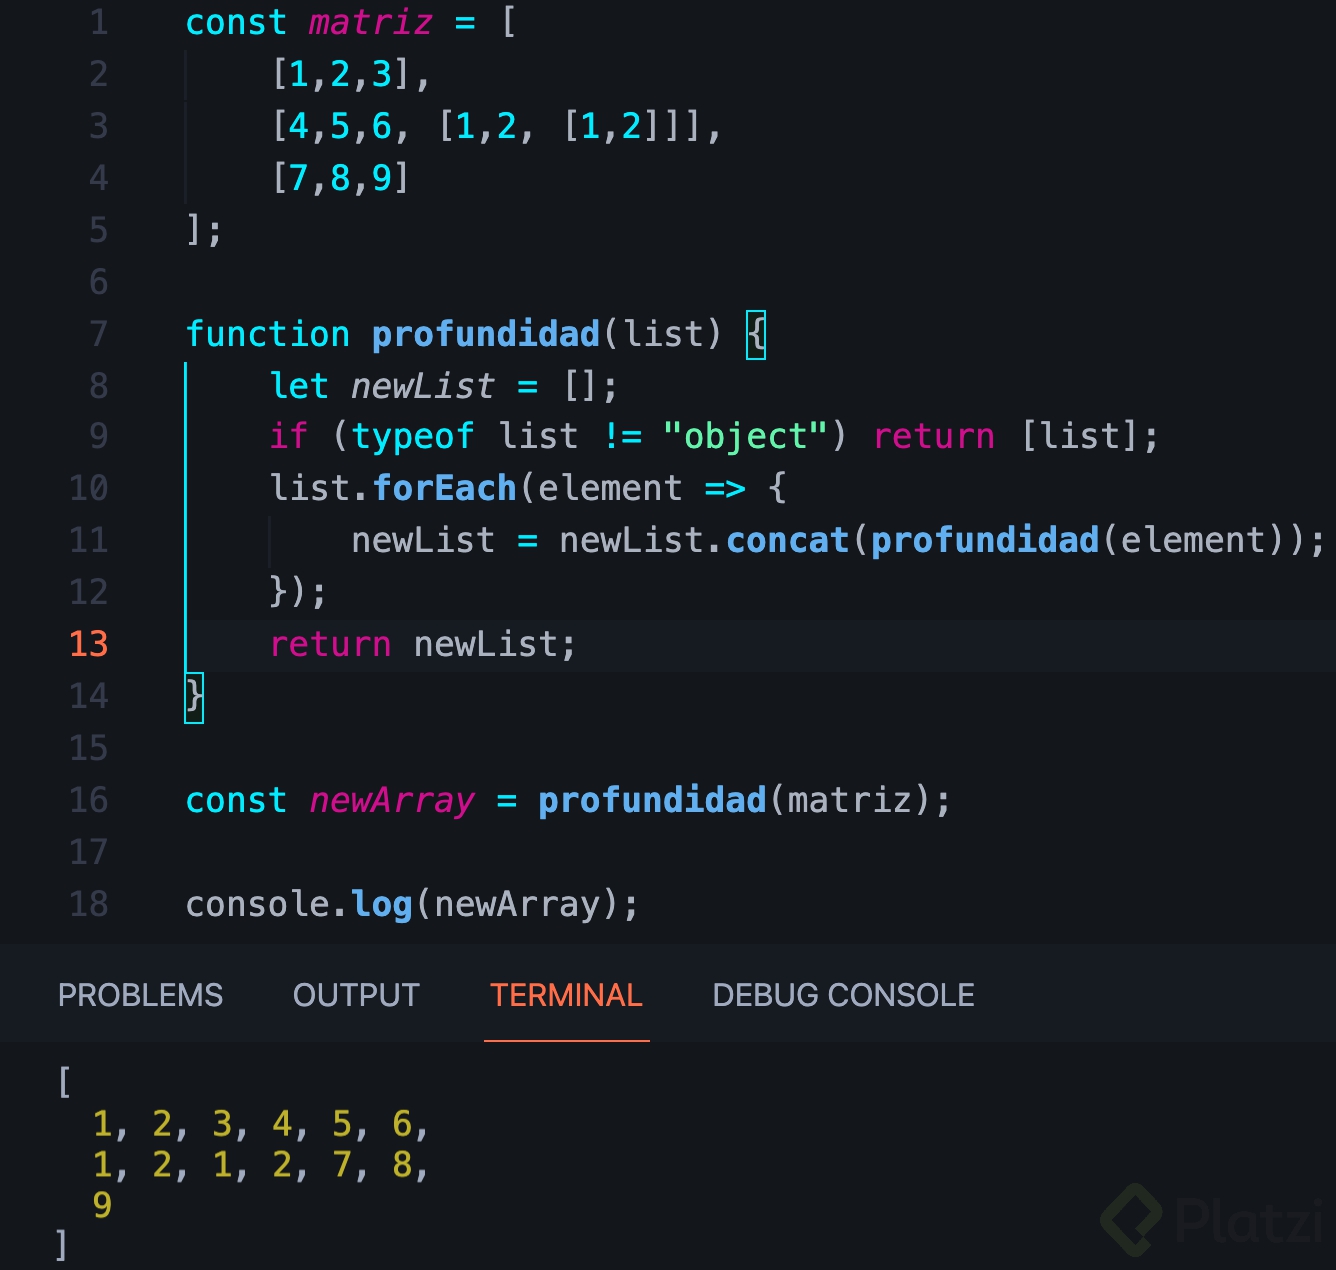 1 const matriz = [
2 [1,2,3],
3 [4,5,6, [1,2, [1,2]]],
4 [7,8,9]
5 ];
6
7 function profundidad(list) {
8 let newList = [];
9 if (typeof list != "object") return [list];
10 list.forEach(element => {
11 newList = newList.concat(profundidad(element));
12 });
13 return newList;
14 }
15
16 const newArray = profundidad(matriz);
17
18 console.log(newArray);
PROBLEMS OUTPUT TERMINAL DEBUG CONSOLE
[
1, 2, 3, 4, 5, 6,
1, 2, 1, 2, 7, 8,
9
]
Platzi